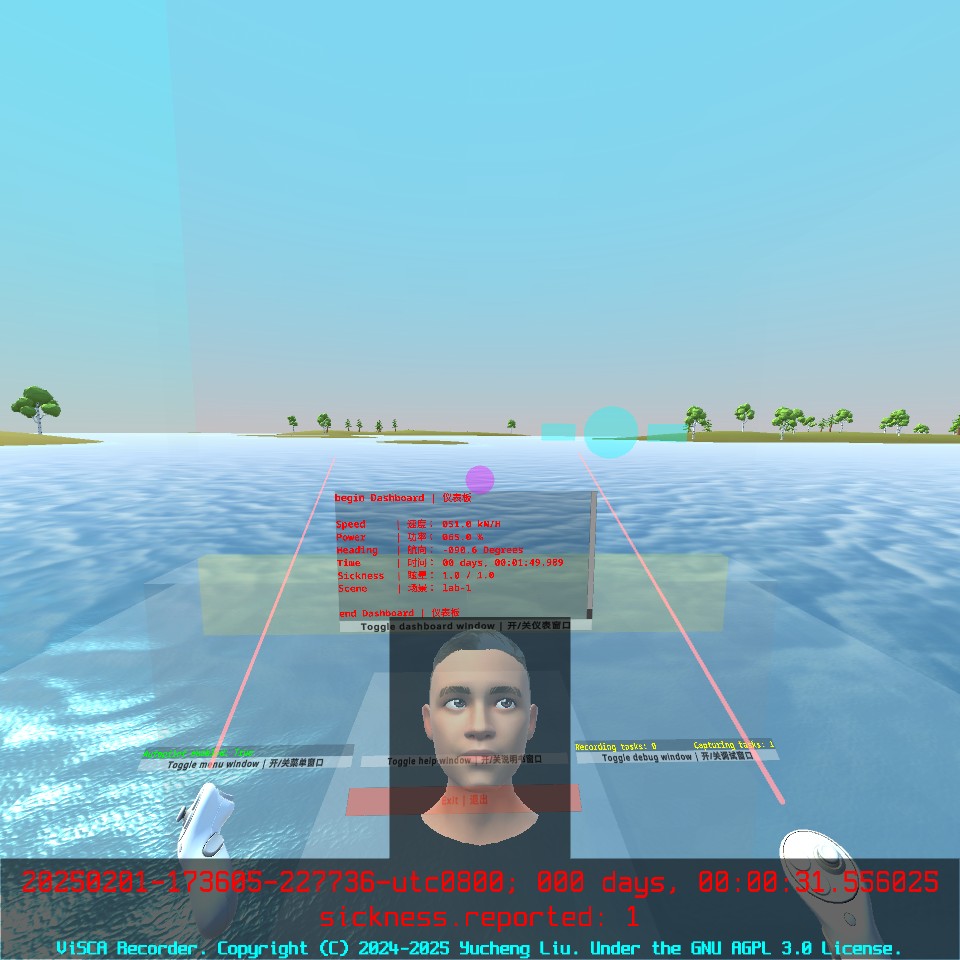 begin Dashboard | 仪表板
Speed | 速度： 051.0 kN/H
Power | 功率： 085.0 %
Heading | 航向： -090.6 Degrees
Time | 时间： 00 days, 00:01:49.989
Sickness | 眩晕： 1.0 / 1.0
Scene | 场景： lab-1
end Dashboard | 仪表板
Toggle dashboard window | 开/关仪表窗口
True
Recording tasks: 0 Capturing tasks: 1
Toggle menu window | 开/关菜单窗口
Toggle help window | 开/关说明书窗口
Toggle debug window | 开/关调试窗口
Exit | 退出
20250201-173605-227736-utc0800; 000 days, 00:00:31.556025
sickness.reported: 1
ViSCA Recorder. Copyright (C) 2024-2025 Yucheng Liu. Under the GNU AGPL 3.0 License.